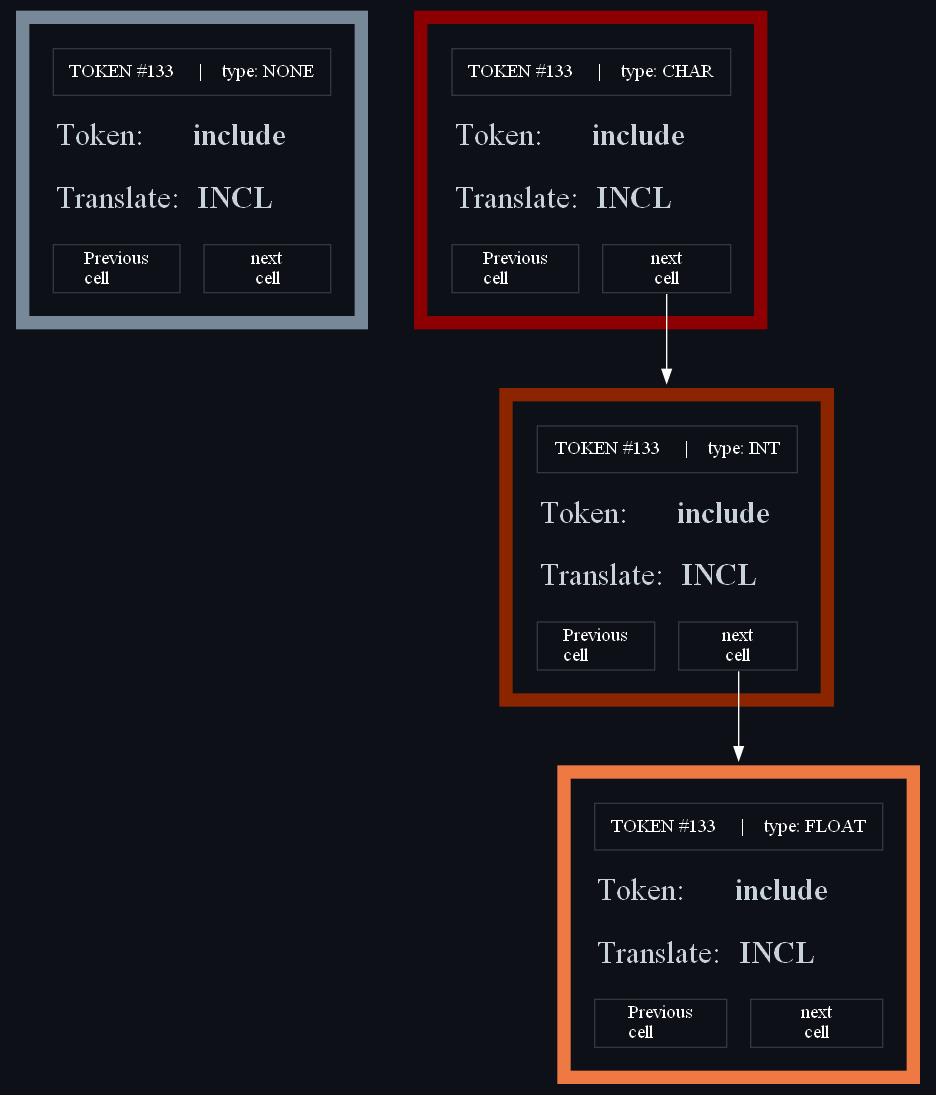 TOKEN #133 | type: NONE
Token: include
Translate: INCL
Previous cell
next cell
TOKEN #133 | type: CHAR
Token: include
Translate: INCL
Previous cell
next cell
TOKEN #133 | type: INT
Token: include
Translate: INCL
Previous cell
next cell
TOKEN #133 | type: FLOAT
Token: include
Translate: INCL
Previous cell
next cell